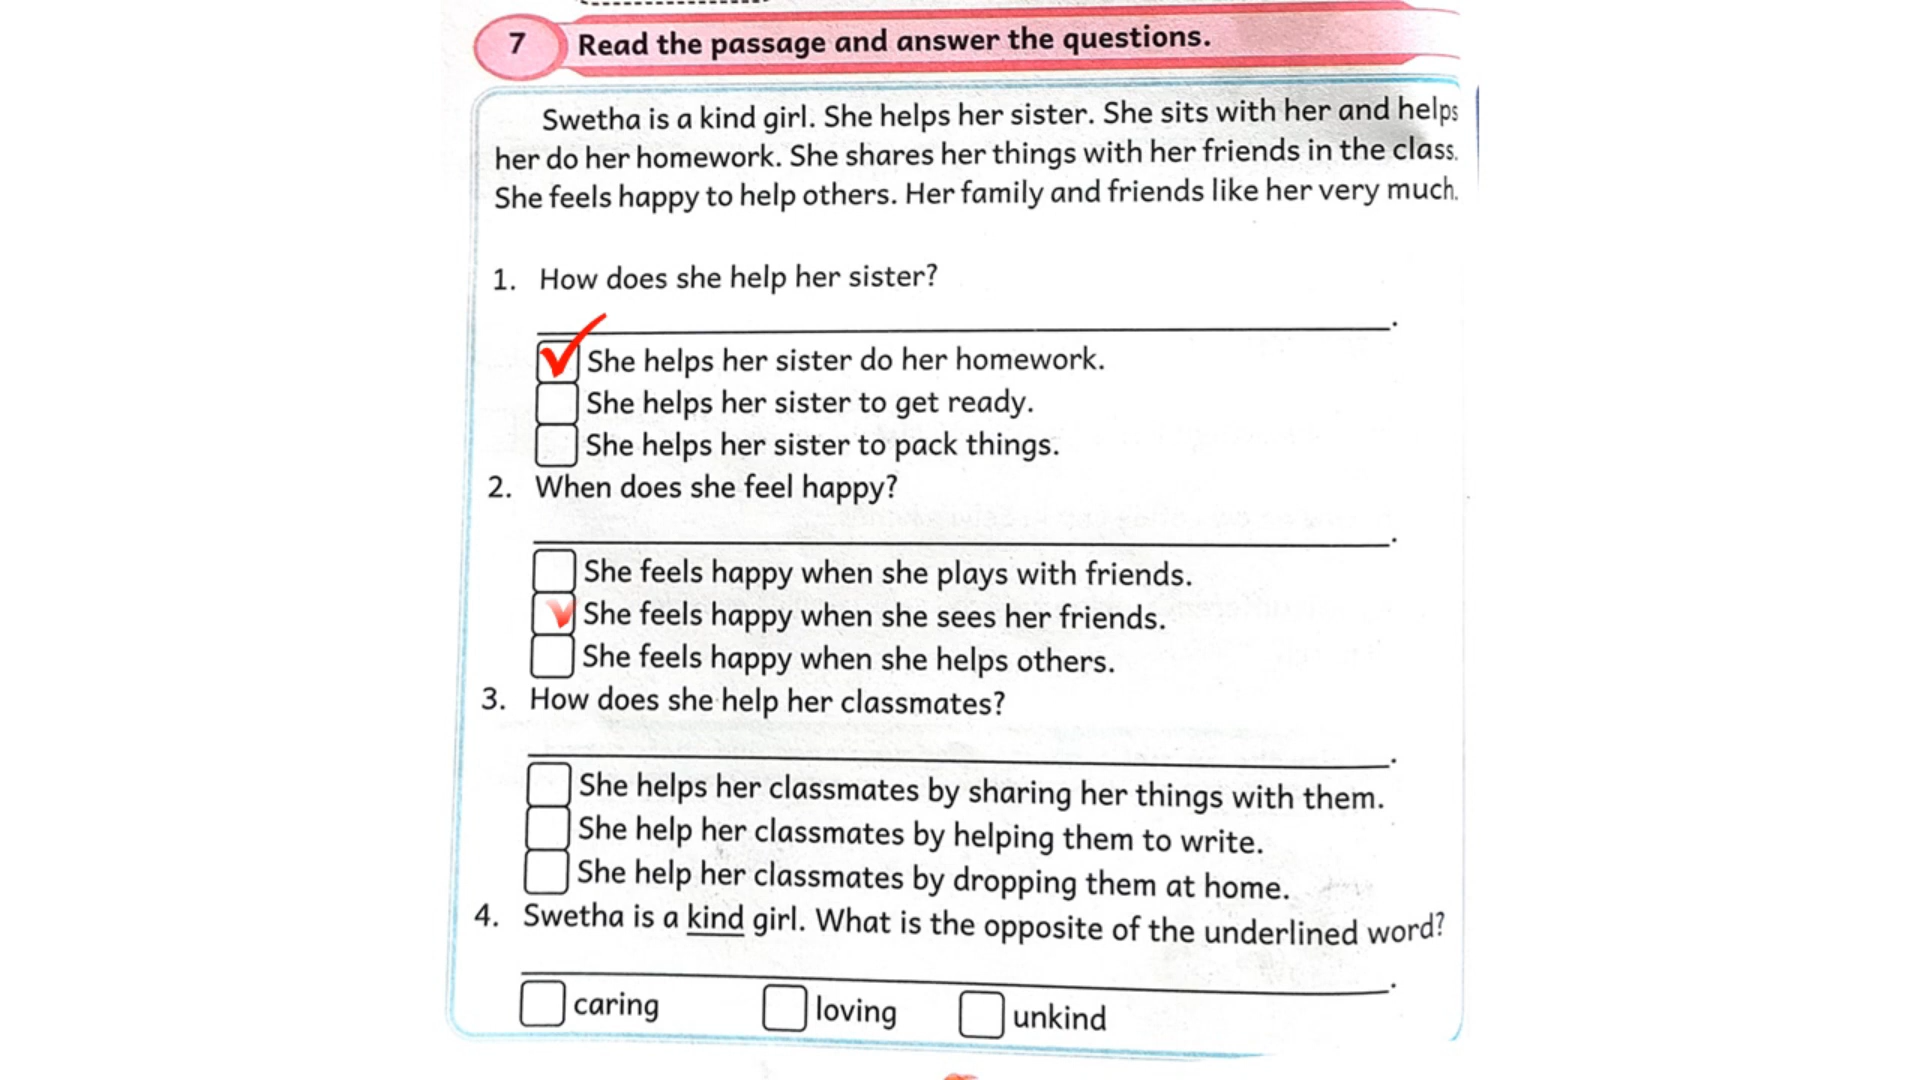 7 Read the passage and answer the questions.
Swetha is a kind girl. She helps her sister. She sits with her and helps
her do her homework. She shares her things with her friends in the class.
She feels happy to help others. Her family and friends like her very much.
1. How does she help her sister?
She helps her sister do her homework.
She helps her sister to get ready.
She helps her sister to pack things.
2. When does she feel happy?
She feels happy when she plays with friends.
She feels happy when she sees her friends.
She feels happy when she helps others.
3. How does she help her classmates?
She helps her classmates by sharing her things with them.
She help her classmates by helping them to write.
She help her classmates by dropping them at home.
4. Swetha is a kind girl. What is the opposite of the underlined word?
caring loving unkind